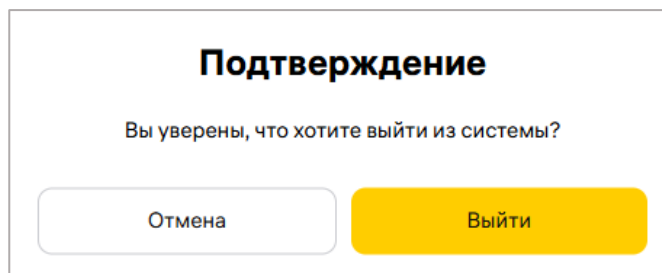 Подтверждение
Вы уверены, что хотите выйти из системы?
Отмена
Выйти